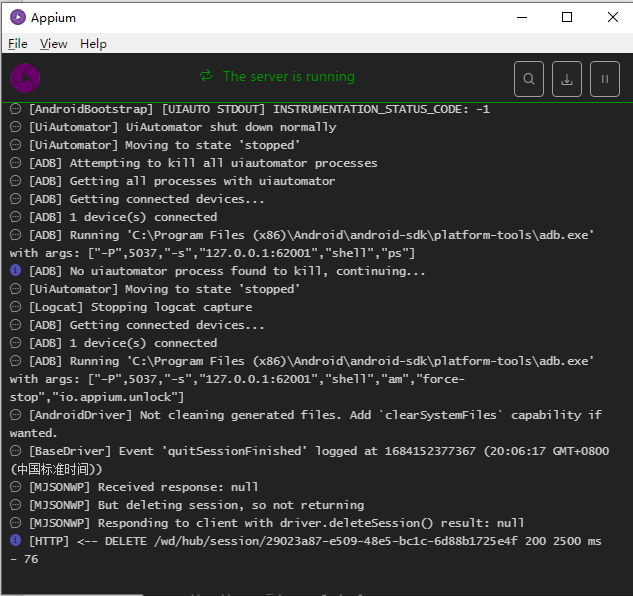 Appium
File View Help
The server is running
[AndroidBootstrap] [UIAUTO STDOUT] INSTRUMENTATION_STATUS_CODE: -1
[UiAutomator] UiAutomator shut down normally
[UiAutomator] Moving to state 'stopped'
[ADB] Attempting to kill all uiautomator processes
[ADB] Getting all processes with uiautomator
[ADB] Getting connected devices...
[ADB] 1 device(s) connected
[ADB] Running 'C:\Program Files (x86)\Android\android-sdk\platform-tools\adb.exe'
with args: ["-P",5037,"-s","127.0.0.1:62001","shell","ps"]
[ADB] No uiautomator process found to kill, continuing...
[UiAutomator] Moving to state 'stopped'
[Logcat] Stopping logcat capture
[ADB] Getting connected devices...
[ADB] 1 device(s) connected
[ADB] Running 'C:\Program Files (x86)\Android\android-sdk\platform-tools\adb.exe'
with args: ["-P",5037,"-s","127.0.0.1:62001","shell","am","force-
stop","io.appium.unlock"]
[AndroidDriver] Not cleaning generated files. Add `clearSystemFiles` capability if
wanted.
[BaseDriver] Event 'quitSessionFinished' logged at 1684152377367 (20:06:17 GMT+0800
(中国标准时间))
[MJSONWP] Received response: null
[MJSONWP] But deleting session, so not returning
[MJSONWP] Responding to client with driver.deleteSession() result: null
[HTTP] <-- DELETE /wd/hub/session/29023a87-e509-48e5-bc1c-6d88b1725e4f 200 2500 ms
- 76